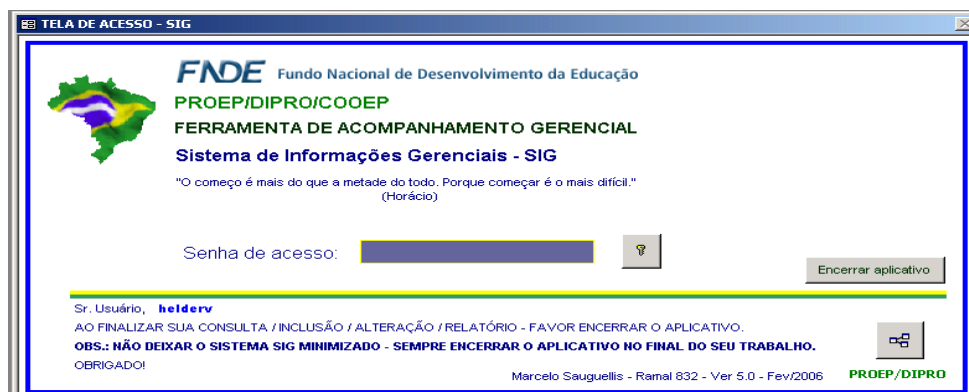 TELA DE ACESSO - SIG
FNDE Fundo Nacional de Desenvolvimento da Educação
PROEP/DIPRO/COOEP
FERRAMENTA DE ACOMPANHAMENTO GERENCIAL
Sistema de Informações Gerenciais - SIG
"O começo é mais do que a metade do todo. Porque começar é o mais difícil."
(Horácio)
Senha de acesso:
Encerrar aplicativo
Sr. Usuário, helderv
AO FINALIZAR SUA CONSULTA / INCLUSÃO / ALTERAÇÃO / RELATÓRIO - FAVOR ENCERRAR O APLICATIVO.
OBS.: NÃO DEIXAR O SISTEMA SIG MINIMIZADO - SEMPRE ENCERRAR O APLICATIVO NO FINAL DO SEU TRABALHO.
OBRIGADO!
Marcelo Sauguellis - Ramal 832 - Ver 5.0 - Fev/2006
PROEP/DIPRO